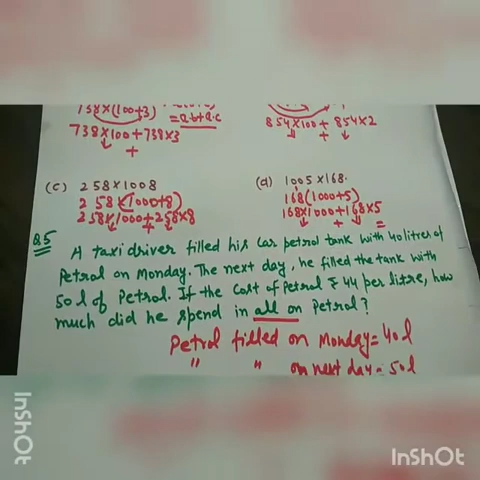 738×(100+3)
=a.b+a.c
738×100+738×3
+
854×100+854×2
+
(c) 258×1008
258×(1000+8)
258×1000+258×8
+
(d) 1005×168.
168(1000+5)
168×1000+168×5
+ =
Q5
A taxi driver filled his car petrol tank with 40 litres of
Petrol on Monday. The next day, he filled the tank with
50 l of Petrol. If the Cost of Petrol ₹ 44 per litre, how
much did he spend in all on Petrol?
Petrol filled on Monday = 40 l
" " on next day = 50 l
InShOt
InShOt